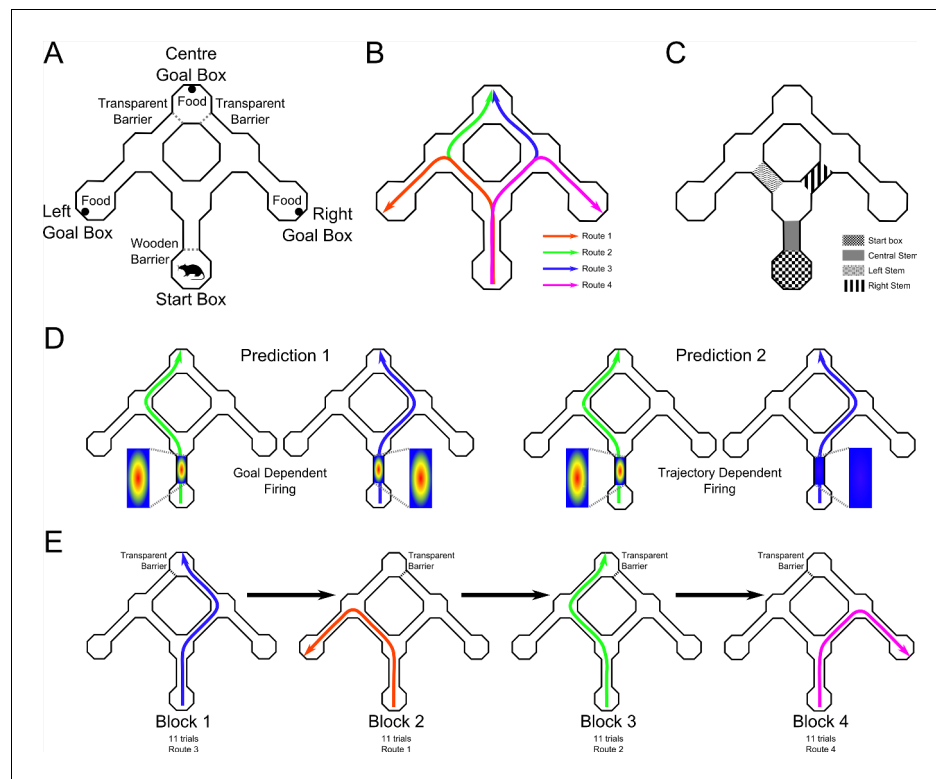 A
Centre
Goal Box
Food
Transparent
Barrier
Transparent
Barrier
Food
Left
Goal Box
Food
Right
Goal Box
Wooden
Barrier
Start Box
B
Route 1
Route 2
Route 3
Route 4
C
Start box
Central Stem
Left Stem
Right Stem
D
Prediction 1
Goal Dependent
Firing
Prediction 2
Trajectory Dependent
Firing
E
Transparent
Barrier
Transparent
Barrier
Transparent
Barrier
Transparent
Barrier
Block 1
11 trials
Route 3
Block 2
11 trials
Route 1
Block 3
11 trials
Route 2
Block 4
11 trials
Route 4